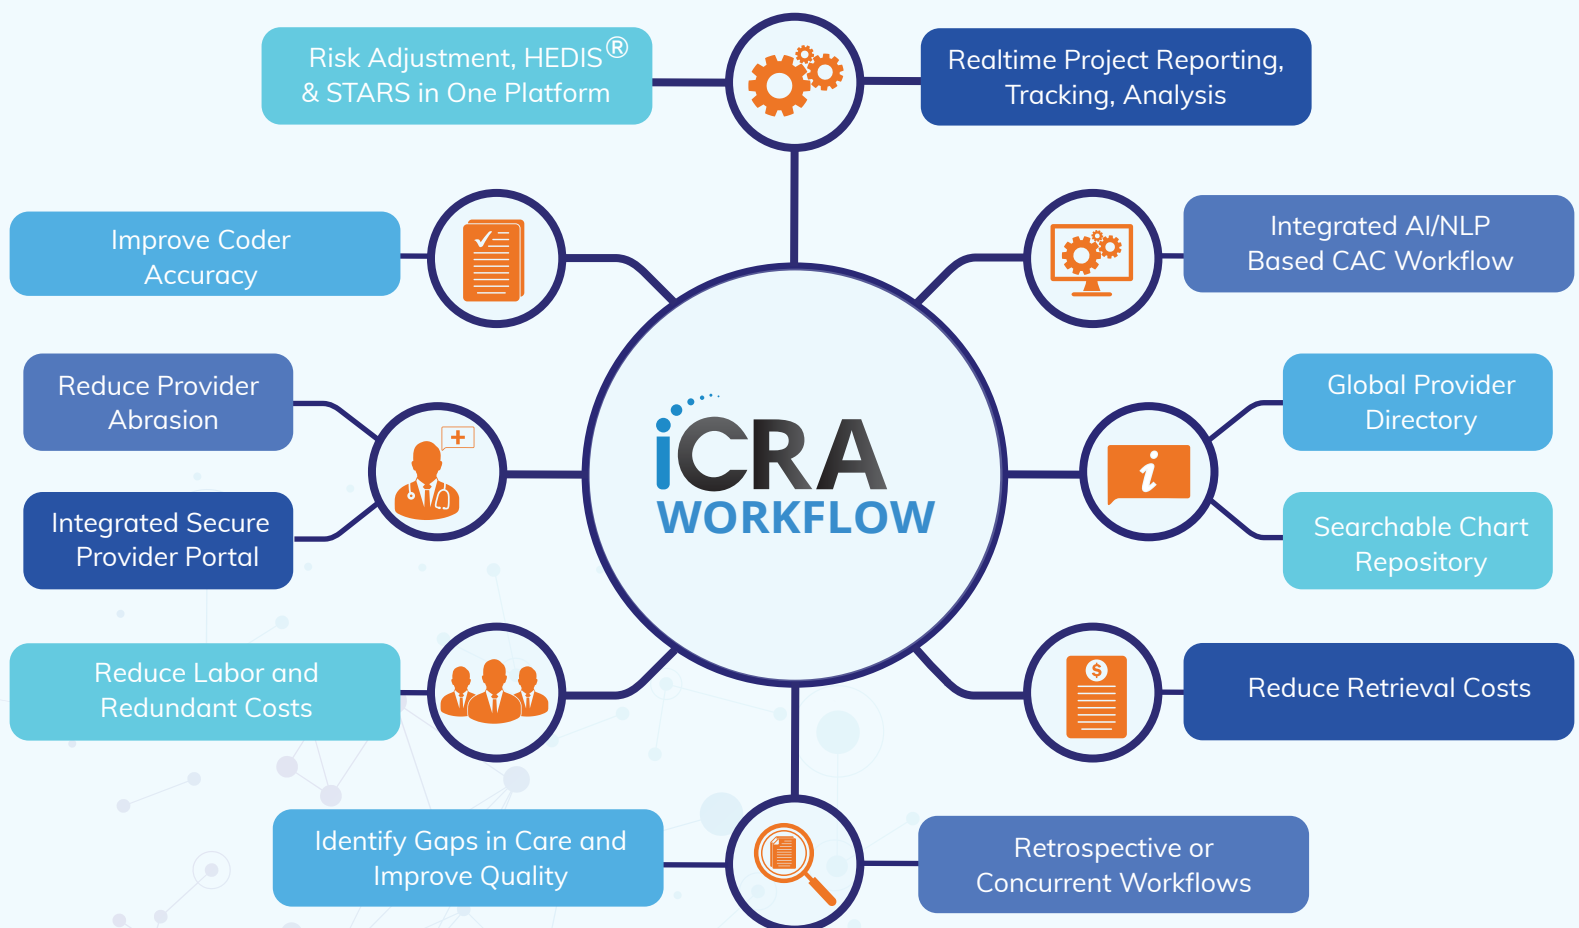 Risk Adjustment, HEDIS®
& STARS in One Platform
Realtime Project Reporting,
Tracking, Analysis
Improve Coder
Accuracy
Integrated AI/NLP
Based CAC Workflow
Reduce Provider
Abrasion
Global Provider
Directory
iCRA
WORKFLOW
Integrated Secure
Provider Portal
Searchable Chart
Repository
Reduce Labor and
Redundant Costs
Reduce Retrieval Costs
Identify Gaps in Care and
Improve Quality
Retrospective or
Concurrent Workflows